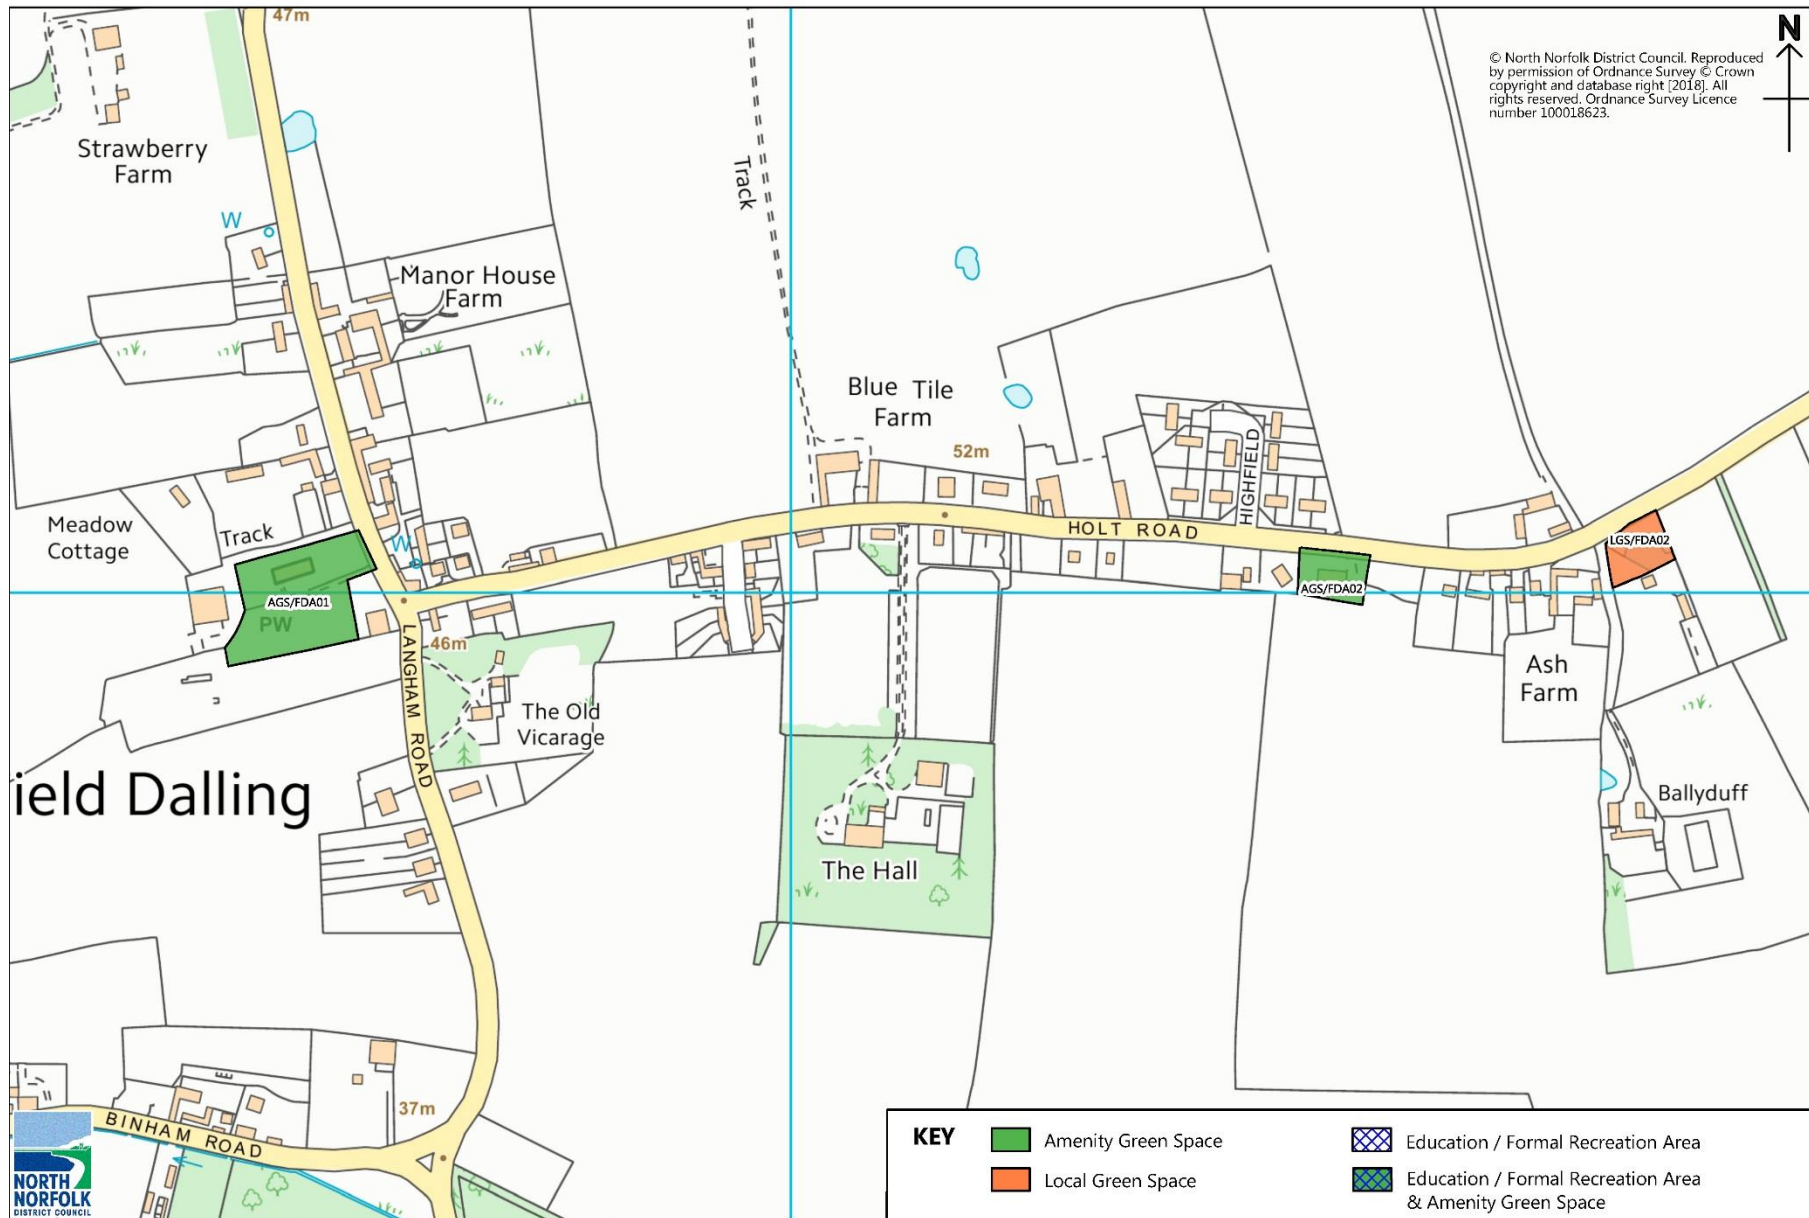 47m
N
© North Norfolk District Council. Reproduced
by permission of Ordnance Survey © Crown
copyright and database right [2018]. All
rights reserved. Ordnance Survey Licence
number 100018623.
Strawberry
Farm
Track
W
Manor House
Farm
Blue Tile
Farm
52m
HIGHFIELD
Meadow
Cottage
Track
W
HOLT ROAD
LGS/FDA02
AGS/FDA01
AGS/FDA02
PW
LANGHAM ROAD
46m
Ash
Farm
The Old
Vicarage
ield Dalling
Ballyduff
The Hall
37m
BINHAM ROAD
KEY
Amenity Green Space
Local Green Space
Education / Formal Recreation Area
Education / Formal Recreation Area
& Amenity Green Space
NORTH
NORFOLK
DISTRICT COUNCIL